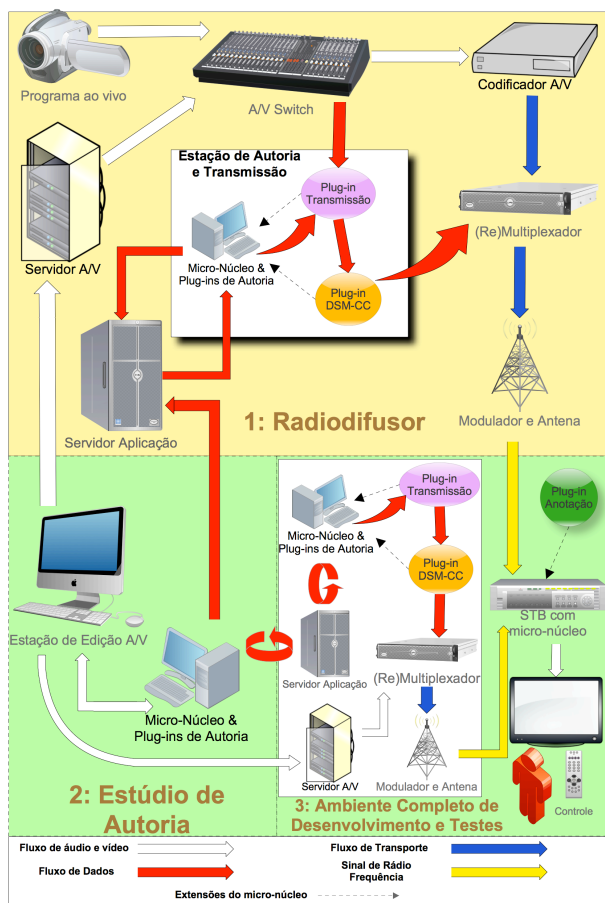 Programa ao vivo
A/V Switch
Codificador A/V
Estação de Autoria
e Transmissão
Plug-in
Transmissão
(Re)Multiplexador
Servidor A/V
Micro-Núcleo &
Plug-ins de Autoria
Plug-in
DSM-CC
Servidor Aplicação
1: Radiodifusor
Modulador e Antena
Plug-in
Transmissão
Plug-in
Anotação
Micro-Núcleo &
Plug-ins de Autoria
Plug-in
DSM-CC
Estação de Edição A/V
STB com
micro-núcleo
Servidor Aplicação
(Re)Multiplexador
Micro-Núcleo &
Plug-ins de Autoria
Servidor A/V
Modulador e Antena
Controle
2: Estúdio de
Autoria
3: Ambiente Completo de
Desenvolvimento e Testes
Fluxo de áudio e vídeo
Fluxo de Transporte
Fluxo de Dados
Sinal de Rádio
Frequência
Extensões do micro-núcleo